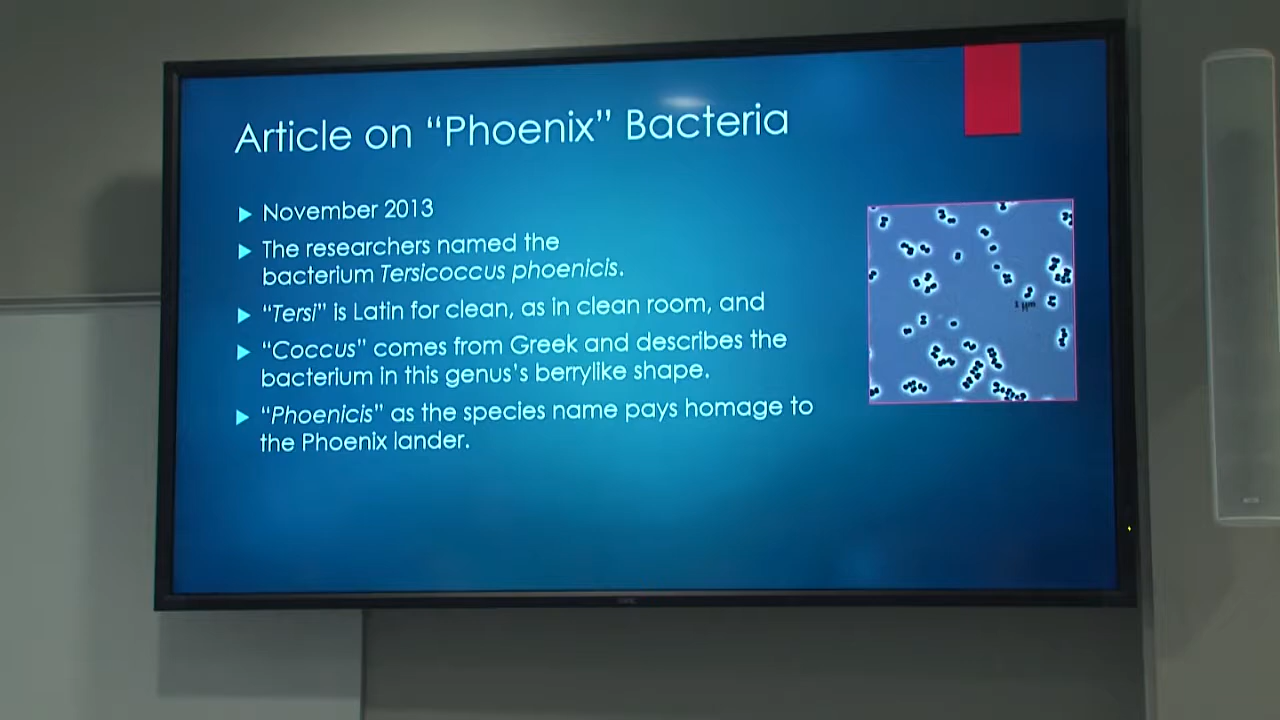 Article on “Phoenix” Bacteria
November 2013
The researchers named the
bacterium Tersicoccus phoenicis.
“Tersi” is Latin for clean, as in clean room, and
“Coccus” comes from Greek and describes the
bacterium in this genus’s berrylike shape.
“Phoenicis” as the species name pays homage to
the Phoenix lander.
1 μm